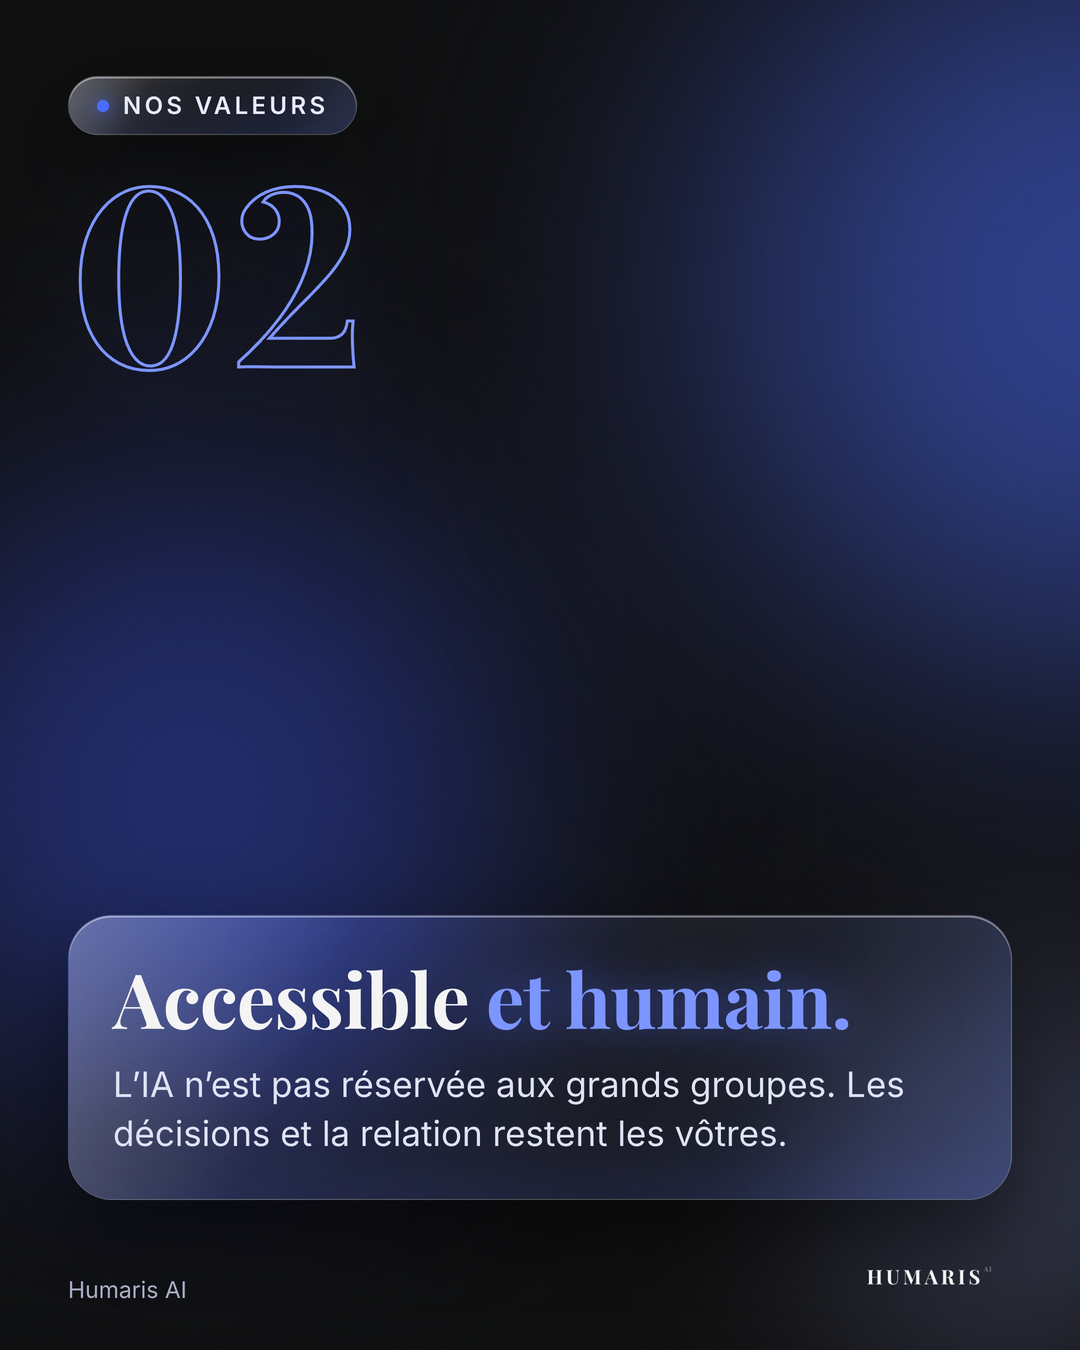 NOS VALEURS
02
Accessible et humain.
L’IA n’est pas réservée aux grands groupes. Les
décisions et la relation restent les vôtres.
Humaris AI
HUMARIS AI